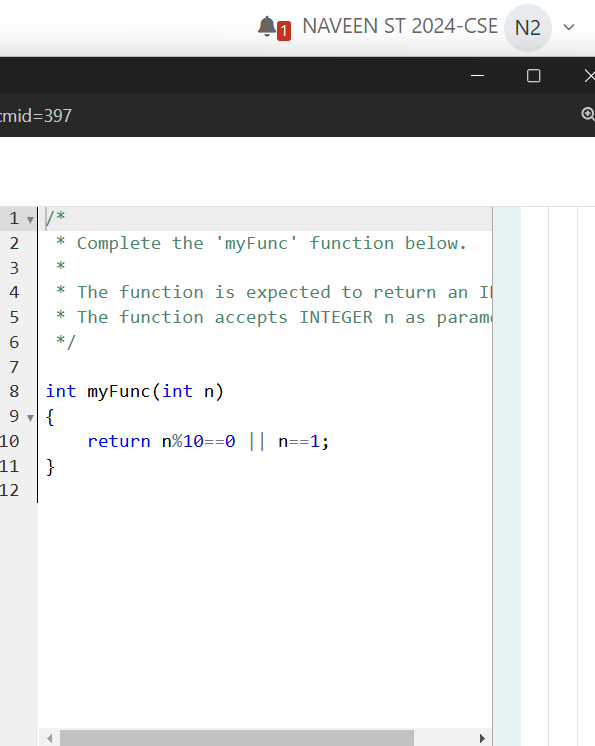 1 NAVEEN ST 2024-CSE N2
cmid=397
1 /*
2 * Complete the 'myFunc' function below.
3 *
4 * The function is expected to return an
5 * The function accepts INTEGER n as
6 */
7
8 int myFunc(int n)
9 {
10 return n%10==0 || n==1;
11 }
12